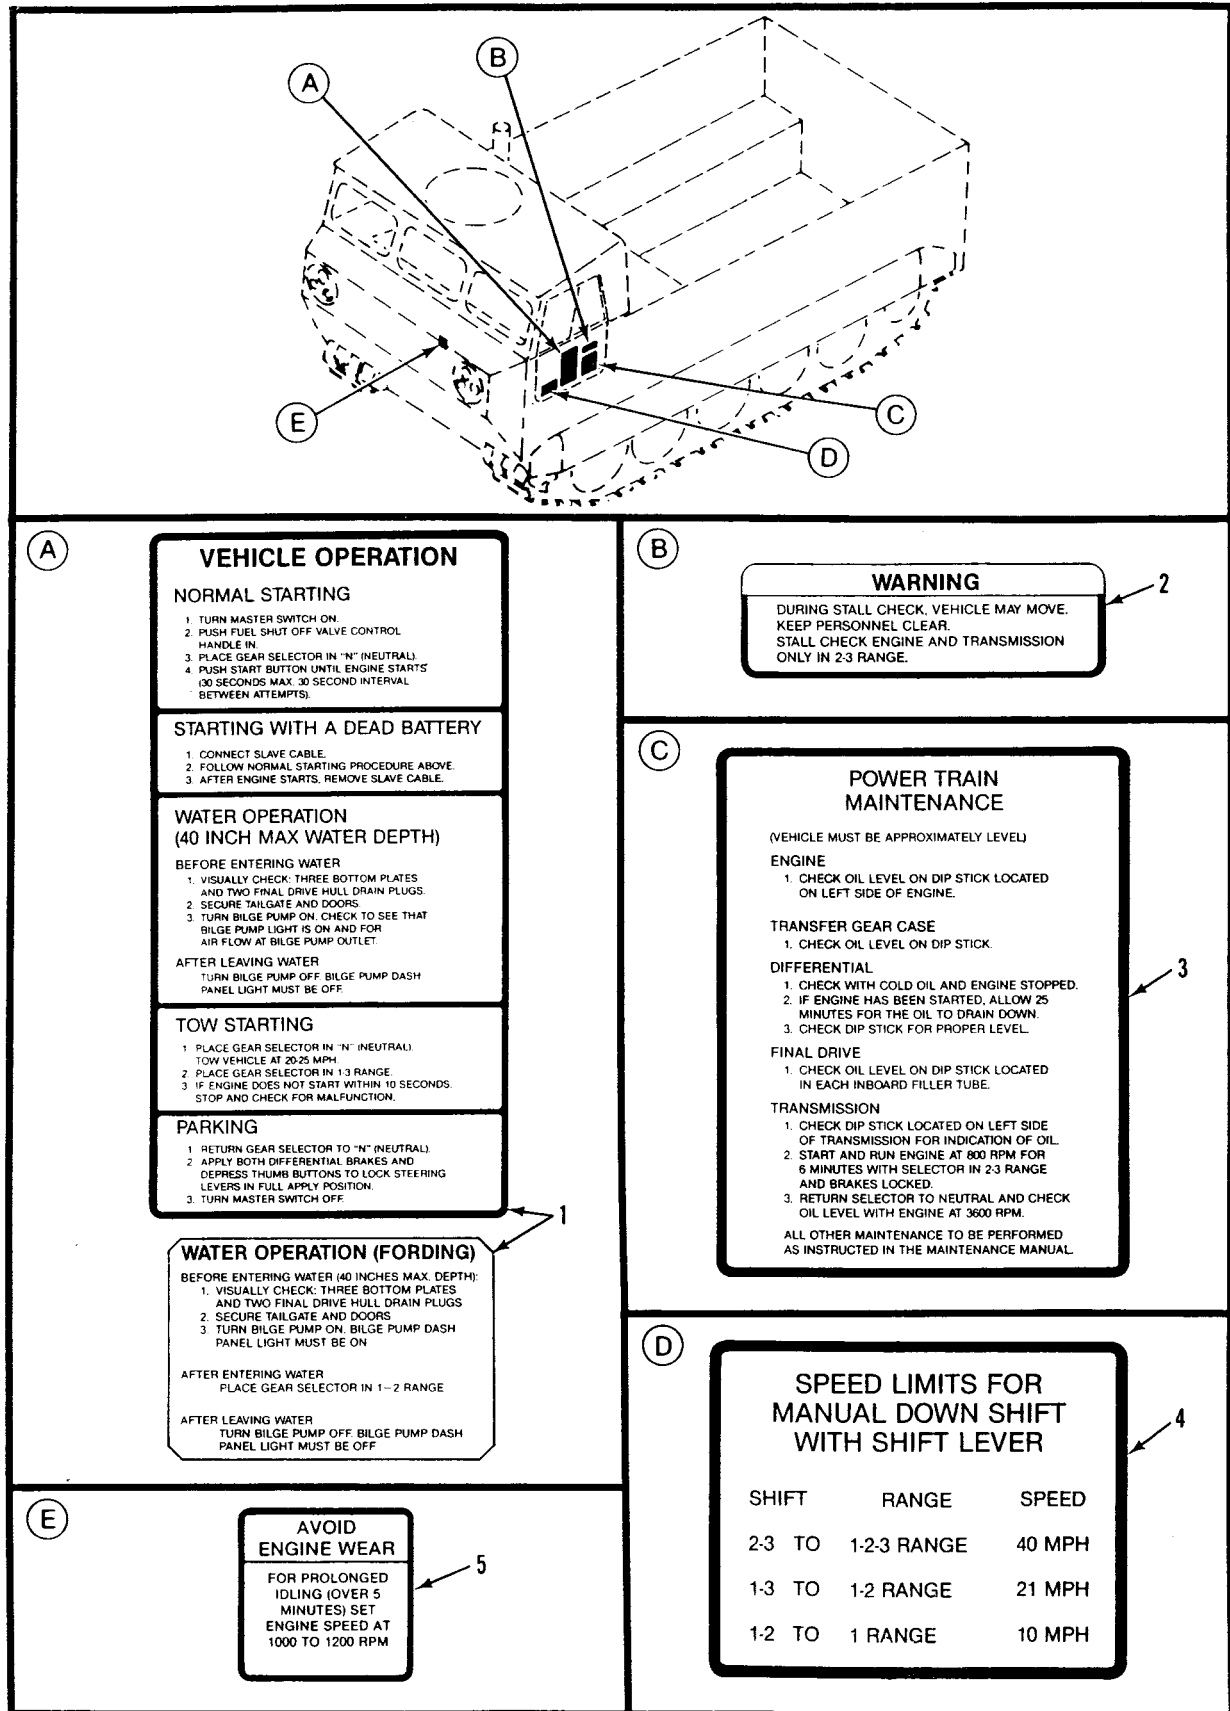 A
B
E
C
D
A
VEHICLE OPERATION
NORMAL STARTING
1. TURN MASTER SWITCH ON.
2. PUSH FUEL SHUT OFF VALVE CONTROL
HANDLE IN.
3. PLACE GEAR SELECTOR IN "N" (NEUTRAL).
4. PUSH START BUTTON UNTIL ENGINE STARTS
(30 SECONDS MAX. 30 SECOND INTERVAL
BETWEEN ATTEMPTS).
STARTING WITH A DEAD BATTERY
1. CONNECT SLAVE CABLE.
2. FOLLOW NORMAL STARTING PROCEDURE ABOVE.
3. AFTER ENGINE STARTS, REMOVE SLAVE CABLE.
WATER OPERATION
(40 INCH MAX WATER DEPTH)
BEFORE ENTERING WATER
1. VISUALLY CHECK: THREE BOTTOM PLATES
AND TWO FINAL DRIVE HULL DRAIN PLUGS.
2. SECURE TAILGATE AND DOORS.
3. TURN BILGE PUMP ON. CHECK TO SEE THAT
BILGE PUMP LIGHT IS ON AND FOR
AIR FLOW AT BILGE PUMP OUTLET.
AFTER LEAVING WATER
TURN BILGE PUMP OFF. BILGE PUMP DASH
PANEL LIGHT MUST BE OFF.
TOW STARTING
1 PLACE GEAR SELECTOR IN "N" (NEUTRAL).
TOW VEHICLE AT 20-25 MPH.
2. PLACE GEAR SELECTOR IN 1-3 RANGE.
3 IF ENGINE DOES NOT START WITHIN 10 SECONDS.
STOP AND CHECK FOR MALFUNCTION.
PARKING
1 RETURN GEAR SELECTOR TO "N" (NEUTRAL).
2 APPLY BOTH DIFFERENTIAL BRAKES AND
DEPRESS THUMB BUTTONS TO LOCK STEERING
LEVERS IN FULL APPLY POSITION.
3. TURN MASTER SWITCH OFF.
1
WATER OPERATION (FORDING)
BEFORE ENTERING WATER (40 INCHES MAX. DEPTH):
1. VISUALLY CHECK: THREE BOTTOM PLATES
AND TWO FINAL DRIVE HULL DRAIN PLUGS
2. SECURE TAILGATE AND DOORS
3. TURN BILGE PUMP ON. BILGE PUMP DASH
PANEL LIGHT MUST BE ON
AFTER ENTERING WATER
PLACE GEAR SELECTOR IN 1-2 RANGE
AFTER LEAVING WATER
TURN BILGE PUMP OFF. BILGE PUMP DASH
PANEL LIGHT MUST BE OFF
B
WARNING
DURING STALL CHECK, VEHICLE MAY MOVE.
KEEP PERSONNEL CLEAR.
STALL CHECK ENGINE AND TRANSMISSION
ONLY IN 2-3 RANGE.
2
C
POWER TRAIN
MAINTENANCE
(VEHICLE MUST BE APPROXIMATELY LEVEL)
ENGINE
1. CHECK OIL LEVEL ON DIP STICK LOCATED
ON LEFT SIDE OF ENGINE.
TRANSFER GEAR CASE
1. CHECK OIL LEVEL ON DIP STICK.
DIFFERENTIAL
1. CHECK WITH COLD OIL AND ENGINE STOPPED.
2. IF ENGINE HAS BEEN STARTED, ALLOW 25
MINUTES FOR THE OIL TO DRAIN DOWN.
3. CHECK DIP STICK FOR PROPER LEVEL.
FINAL DRIVE
1. CHECK OIL LEVEL ON DIP STICK LOCATED
IN EACH INBOARD FILLER TUBE.
TRANSMISSION
1. CHECK DIP STICK LOCATED ON LEFT SIDE
OF TRANSMISSION FOR INDICATION OF OIL.
2. START AND RUN ENGINE AT 800 RPM FOR
6 MINUTES WITH SELECTOR IN 2-3 RANGE
AND BRAKES LOCKED.
3. RETURN SELECTOR TO NEUTRAL AND CHECK
OIL LEVEL WITH ENGINE AT 3600 RPM.
ALL OTHER MAINTENANCE TO BE PERFORMED
AS INSTRUCTED IN THE MAINTENANCE MANUAL.
3
D
SPEED LIMITS FOR
MANUAL DOWN SHIFT
WITH SHIFT LEVER
SHIFT RANGE SPEED
2-3 TO 1-2-3 RANGE 40 MPH
1-3 TO 1-2 RANGE 21 MPH
1-2 TO 1 RANGE 10 MPH
4
E
AVOID
ENGINE WEAR
FOR PROLONGED
IDLING (OVER 5
MINUTES) SET
ENGINE SPEED AT
1000 TO 1200 RPM
5